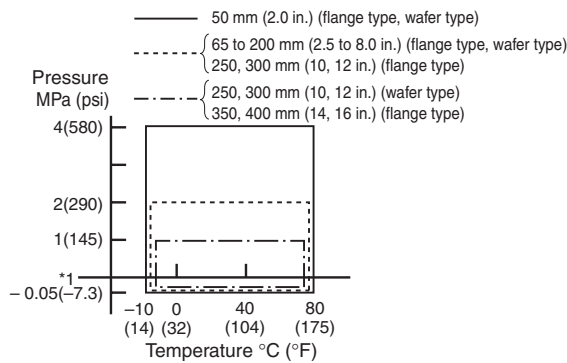 50 mm (2.0 in.) (flange type, wafer type)
65 to 200 mm (2.5 to 8.0 in.) (flange type, wafer type)
250, 300 mm (10, 12 in.) (flange type)
250, 300 mm (10, 12 in.) (wafer type)
350, 400 mm (14, 16 in.) (flange type)
Pressure
MPa (psi)
4(580)
2(290)
1(145)
*1
– 0.05(–7.3)
–10 0 40 80
(14) (32) (104) (175)
Temperature °C (°F)